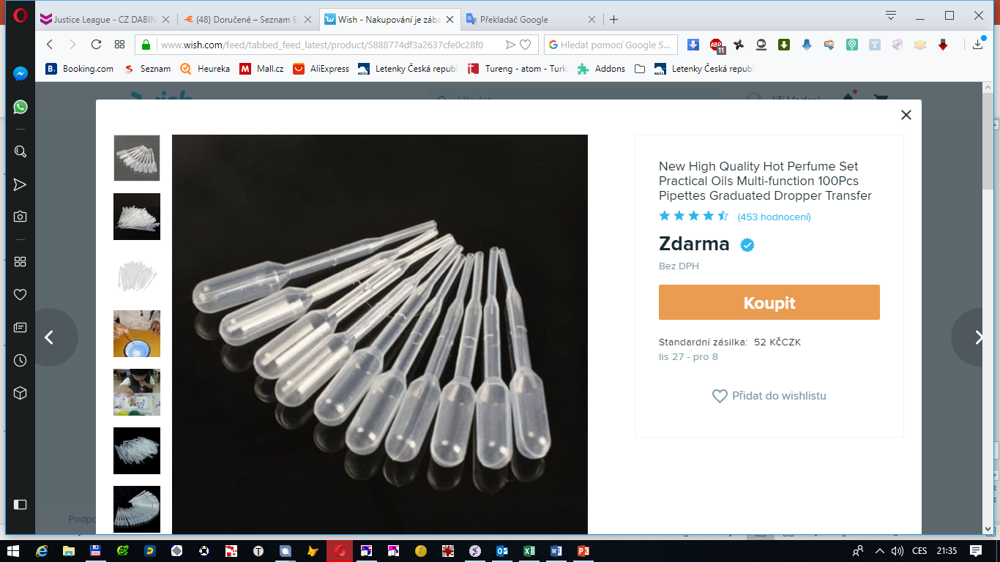 Justice League - CZ DABIN
(48) Doručené – Seznam E
Wish - Nakupování je zába
Překladač Google
www.wish.com/feed/tabbed_feed_latest/product/5888774df3a2637cfe0d28f0
Hledat pomocí Google S...
ABP
11
Booking.com
Seznam
Heureka
Mall.cz
AliExpress
Letenky Česká republ
Tureng - atom - Turk
Addons
Letenky Česká republ
New High Quality Hot Perfume Set
Practical Oils Multi-function 100Pcs
Pipettes Graduated Dropper Transfer
(453 hodnocení)
Zdarma
Bez DPH
Koupit
Standardní zásilka: 52 KČCZK
lis 27 - pro 8
Přidat do wishlistu
Podpo
CES
21:35